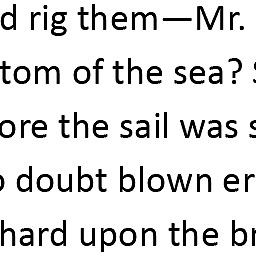 d rig them—Mr.
tom of the sea?
ore the sail was s
doubt blown er
hard upon the br